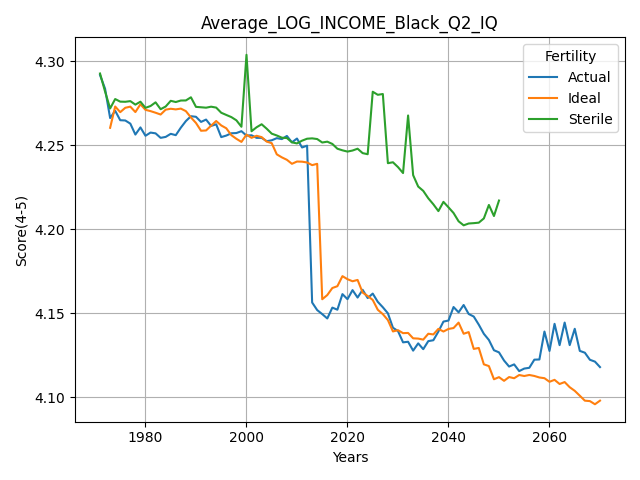 Average_LOG_INCOME_Black_Q2_IQ
Score(4-5)
4.30
4.25
4.20
4.15
4.10
Fertility
Actual
Ideal
Sterile
1980
2000
2020
2040
2060
Years